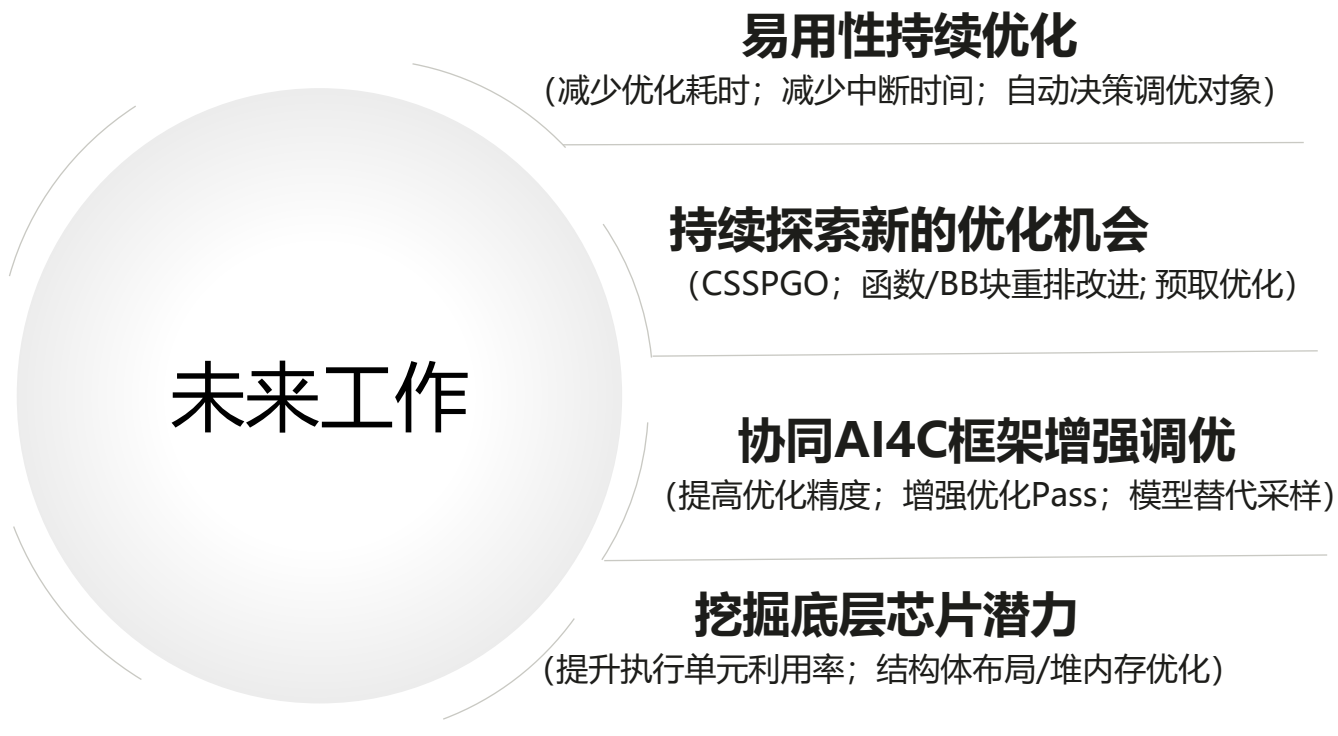 易用性持续优化
（减少优化耗时；减少中断时间；自动决策调优对象）
持续探索新的优化机会
（CSSPGO；函数/BB块重排改进; 预取优化）
未来工作
协同AI4C框架增强调优
（提高优化精度；增强优化Pass；模型替代采样）
挖掘底层芯片潜力
（提升执行单元利用率；结构体布局/堆内存优化）